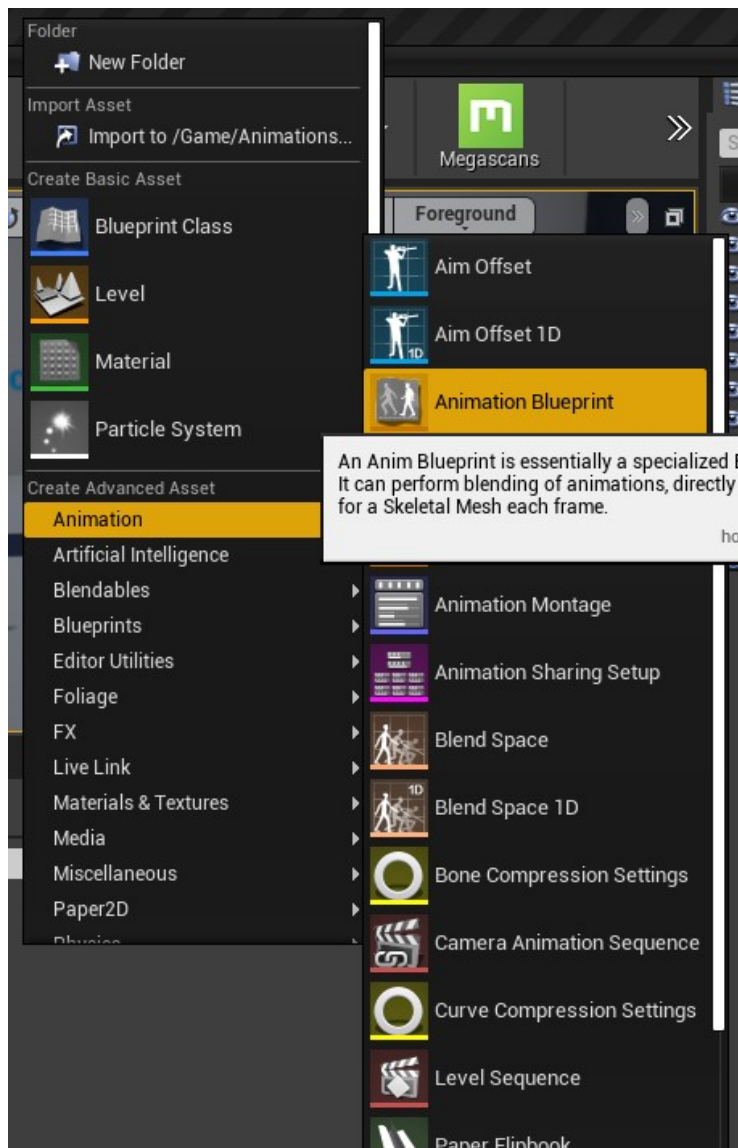 Folder
New Folder
Import Asset
Import to /Game/Animations...
Create Basic Asset
Blueprint Class
Level
Material
Particle System
Create Advanced Asset
Animation
Artificial Intelligence
Blendables
Blueprints
Editor Utilities
Foliage
FX
Live Link
Materials & Textures
Media
Miscellaneous
Paper2D
Physics
Megascans
Foreground
Aim Offset
Aim Offset 1D
1D
Animation Blueprint
An Anim Blueprint is essentially a specialized
It can perform blending of animations, directly
for a Skeletal Mesh each frame.
Animation Montage
Animation Sharing Setup
Blend Space
Blend Space 1D
1D
Bone Compression Settings
Camera Animation Sequence
Curve Compression Settings
Level Sequence
Paper Flipbook